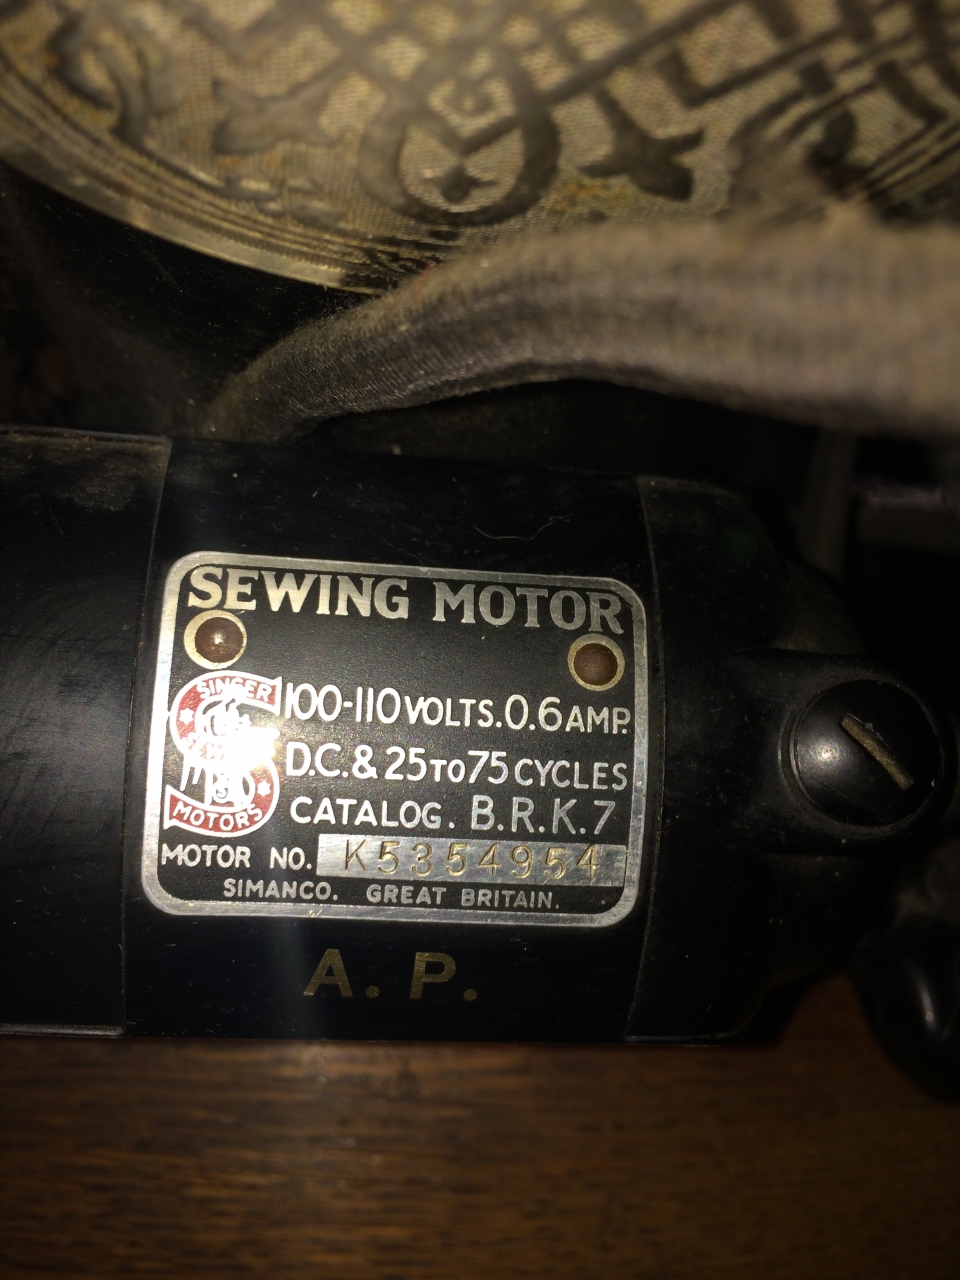 SEWING MOTOR
SINGER
100-110 VOLTS. 0.6 AMP.
D.C. & 25 TO 75 CYCLES
CATALOG. B.R.K.7
MOTORS
MOTOR NO. K5354954
SIMANCO. GREAT BRITAIN.
A. P.